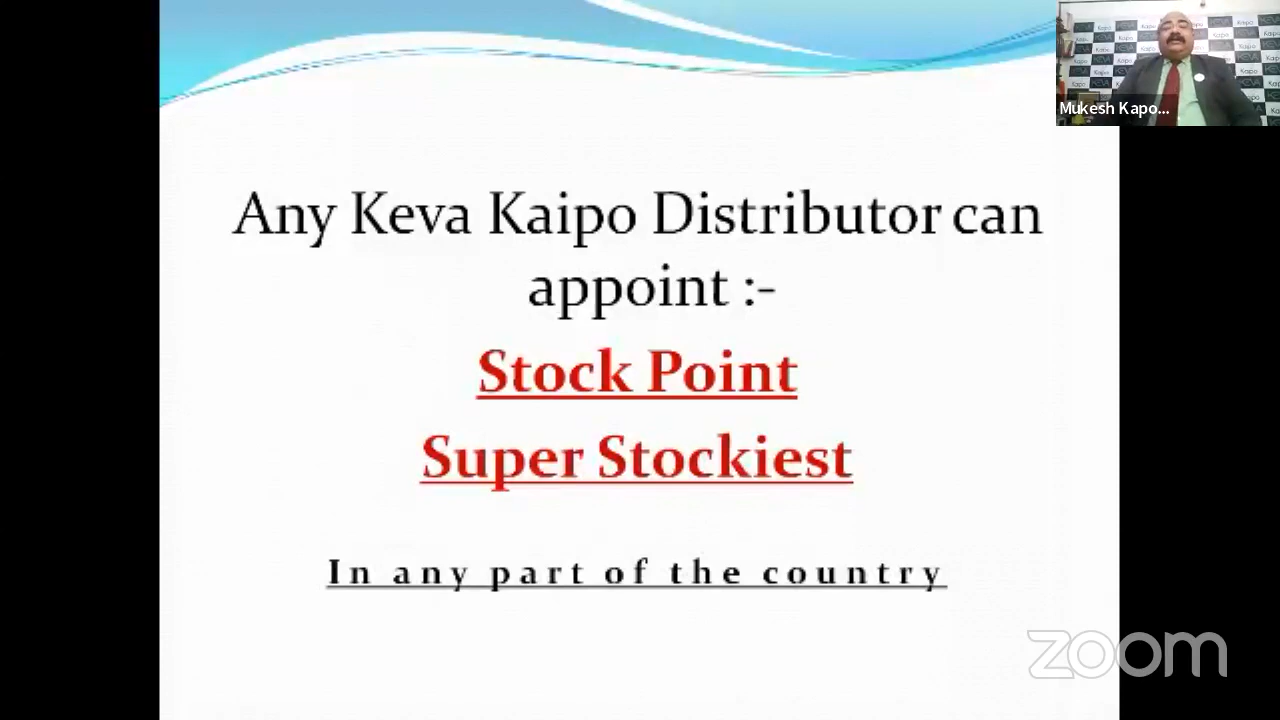 Any Keva Kaipo Distributor can
appoint :-
Stock Point
Super Stockiest
In any part of the country
Mukesh Kapo...
zoom